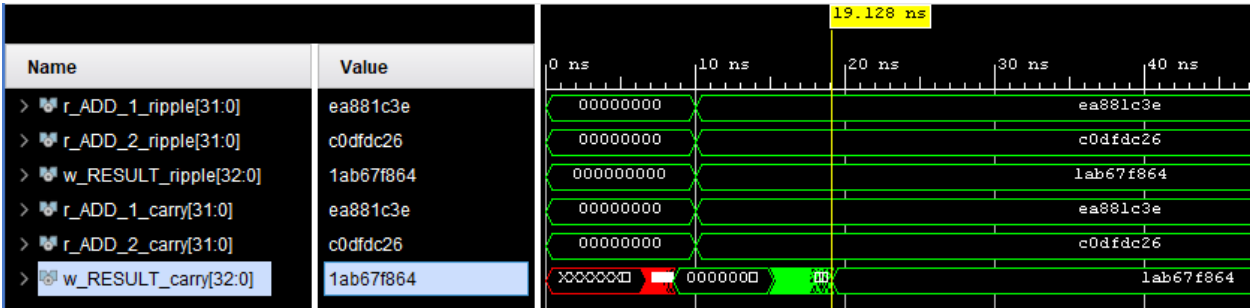 19.128 ns
Name Value 0 ns 10 ns 20 ns 30 ns 40 ns
r_ADD_1_ripple[31:0] ea881c3e 00000000 ea881c3e
r_ADD_2_ripple[31:0] c0dfdc26 00000000 c0dfdc26
w_RESULT_ripple[32:0] 1ab67f864 000000000 1ab67f864
r_ADD_1_carry[31:0] ea881c3e 00000000 ea881c3e
r_ADD_2_carry[31:0] c0dfdc26 00000000 c0dfdc26
w_RESULT_carry[32:0] 1ab67f864 XXXXXXX 0000000 1ab67f864